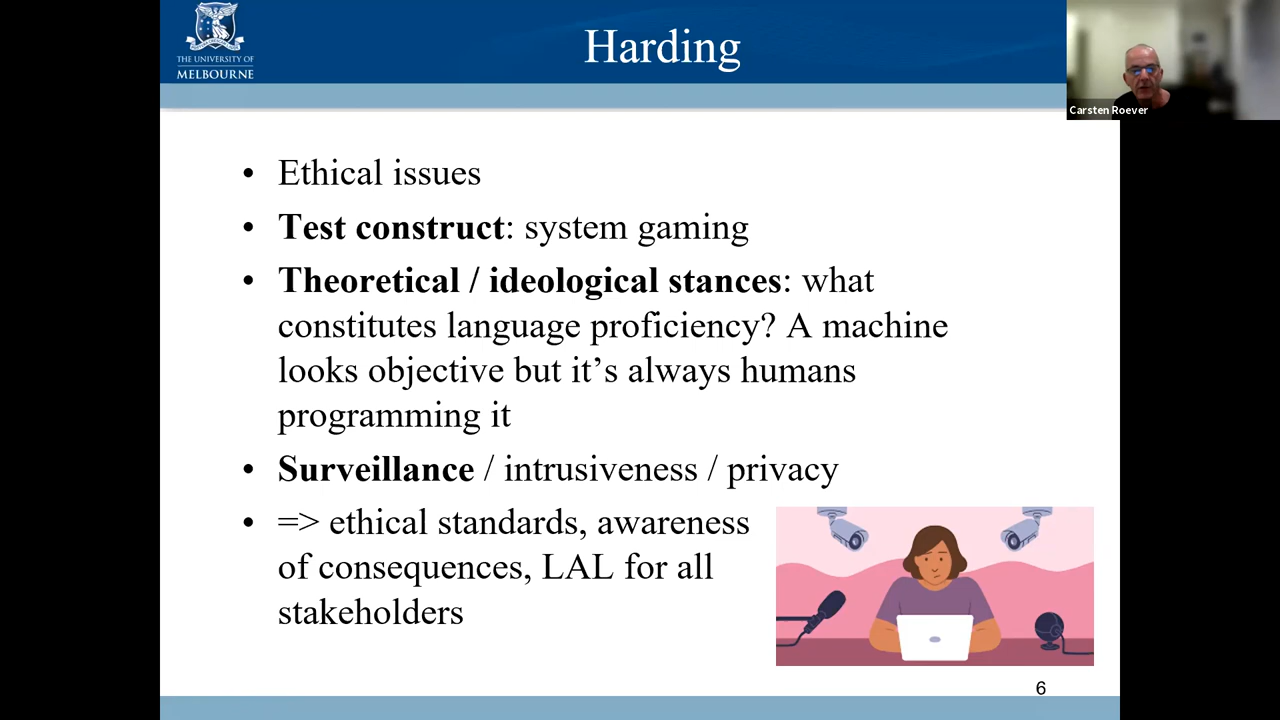 THE UNIVERSITY OF
MELBOURNE
Harding
Carsten Roever
• Ethical issues
• Test construct: system gaming
• Theoretical / ideological stances: what
constitutes language proficiency? A machine
looks objective but it’s always humans
programming it
• Surveillance / intrusiveness / privacy
• => ethical standards, awareness
of consequences, LAL for all
stakeholders
6